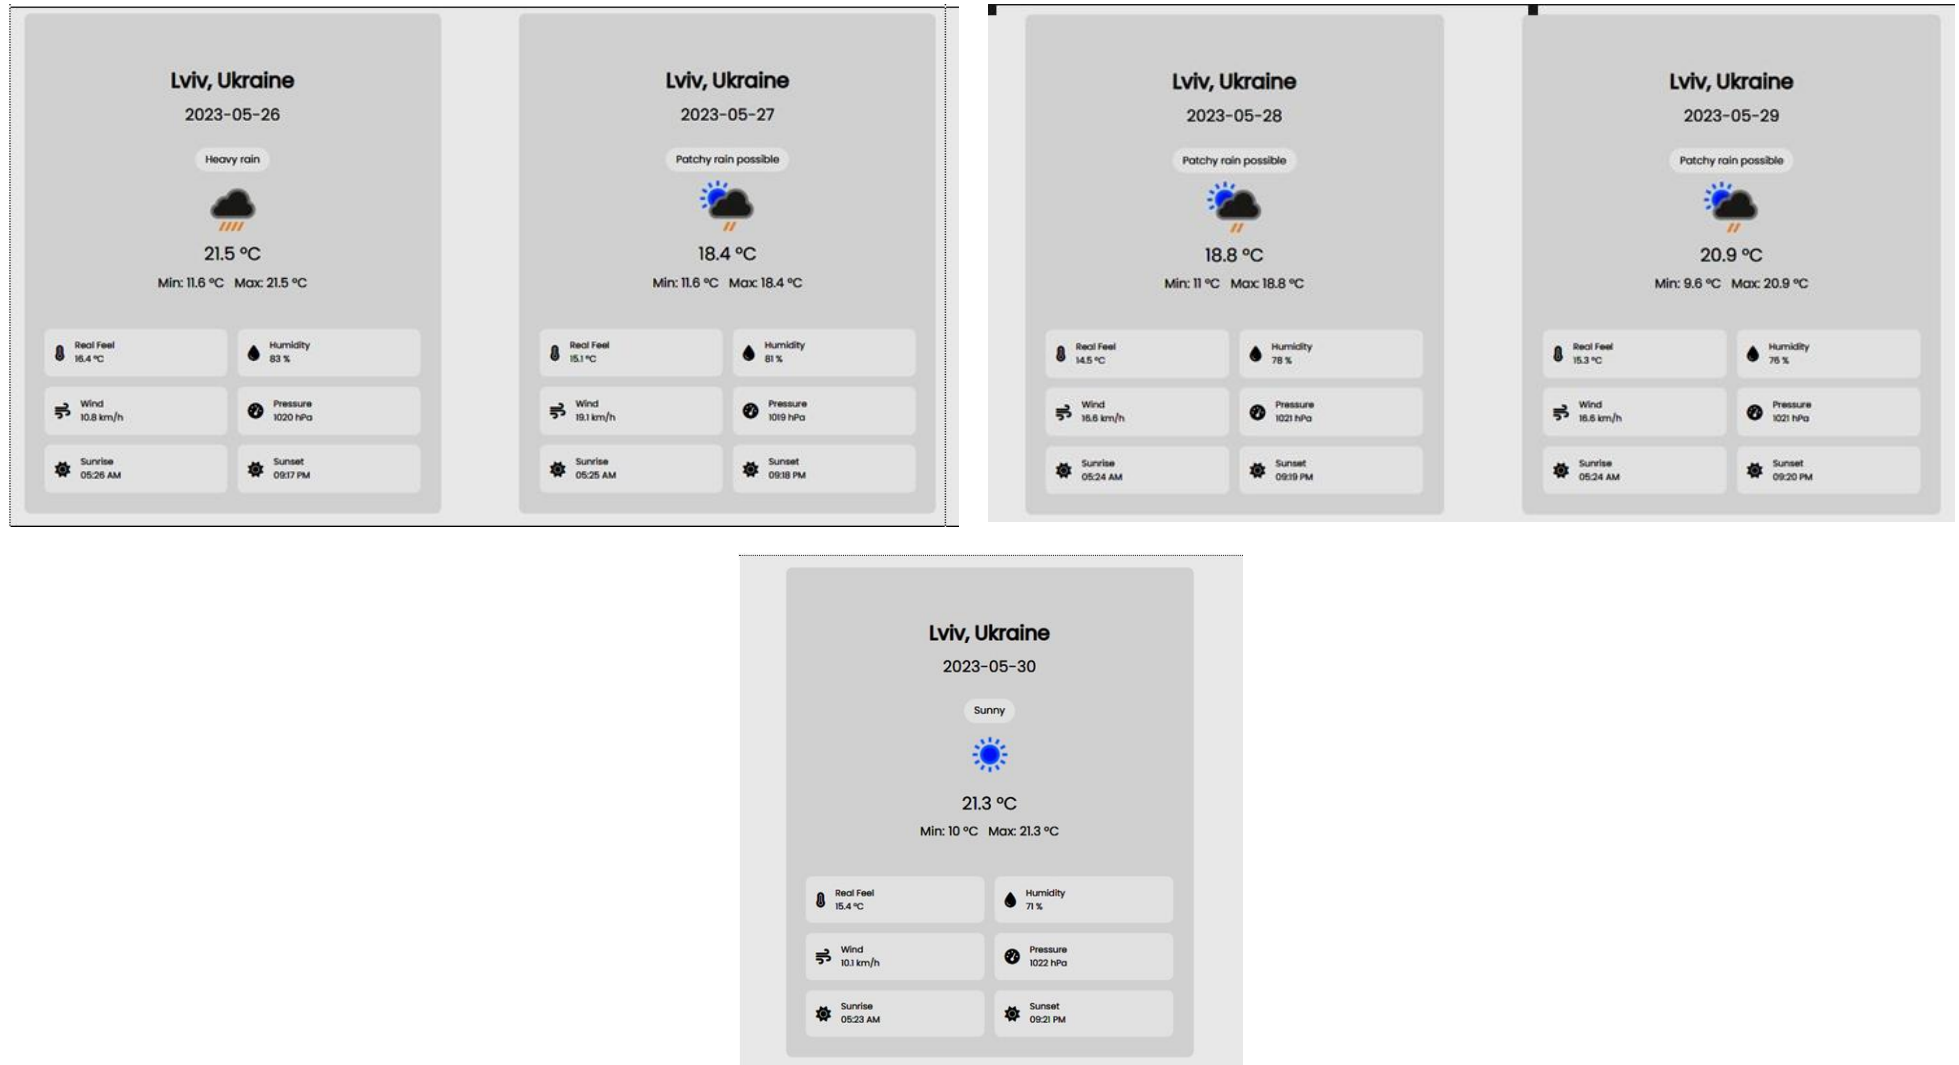 Lviv, Ukraine
2023-05-26
Heavy rain
21.5 °C
Min: 11.6 °C Max: 21.5 °C
Real Feel
16.4 °C
Humidity
83 %
Wind
10.8 km/h
Pressure
1020 hPa
Sunrise
05:26 AM
Sunset
09:17 PM
Lviv, Ukraine
2023-05-27
Patchy rain possible
18.4 °C
Min: 11.6 °C Max: 18.4 °C
Real Feel
15.1 °C
Humidity
81 %
Wind
19.1 km/h
Pressure
1019 hPa
Sunrise
05:25 AM
Sunset
09:18 PM
Lviv, Ukraine
2023-05-28
Patchy rain possible
18.8 °C
Min: 11 °C Max: 18.8 °C
Real Feel
14.5 °C
Humidity
78 %
Wind
16.6 km/h
Pressure
1021 hPa
Sunrise
05:24 AM
Sunset
09:19 PM
Lviv, Ukraine
2023-05-29
Patchy rain possible
20.9 °C
Min: 9.6 °C Max: 20.9 °C
Real Feel
15.3 °C
Humidity
76 %
Wind
16.6 km/h
Pressure
1021 hPa
Sunrise
05:24 AM
Sunset
09:20 PM
Lviv, Ukraine
2023-05-30
Sunny
21.3 °C
Min: 10 °C Max: 21.3 °C
Real Feel
15.4 °C
Humidity
71 %
Wind
10.1 km/h
Pressure
1022 hPa
Sunrise
05:23 AM
Sunset
09:21 PM